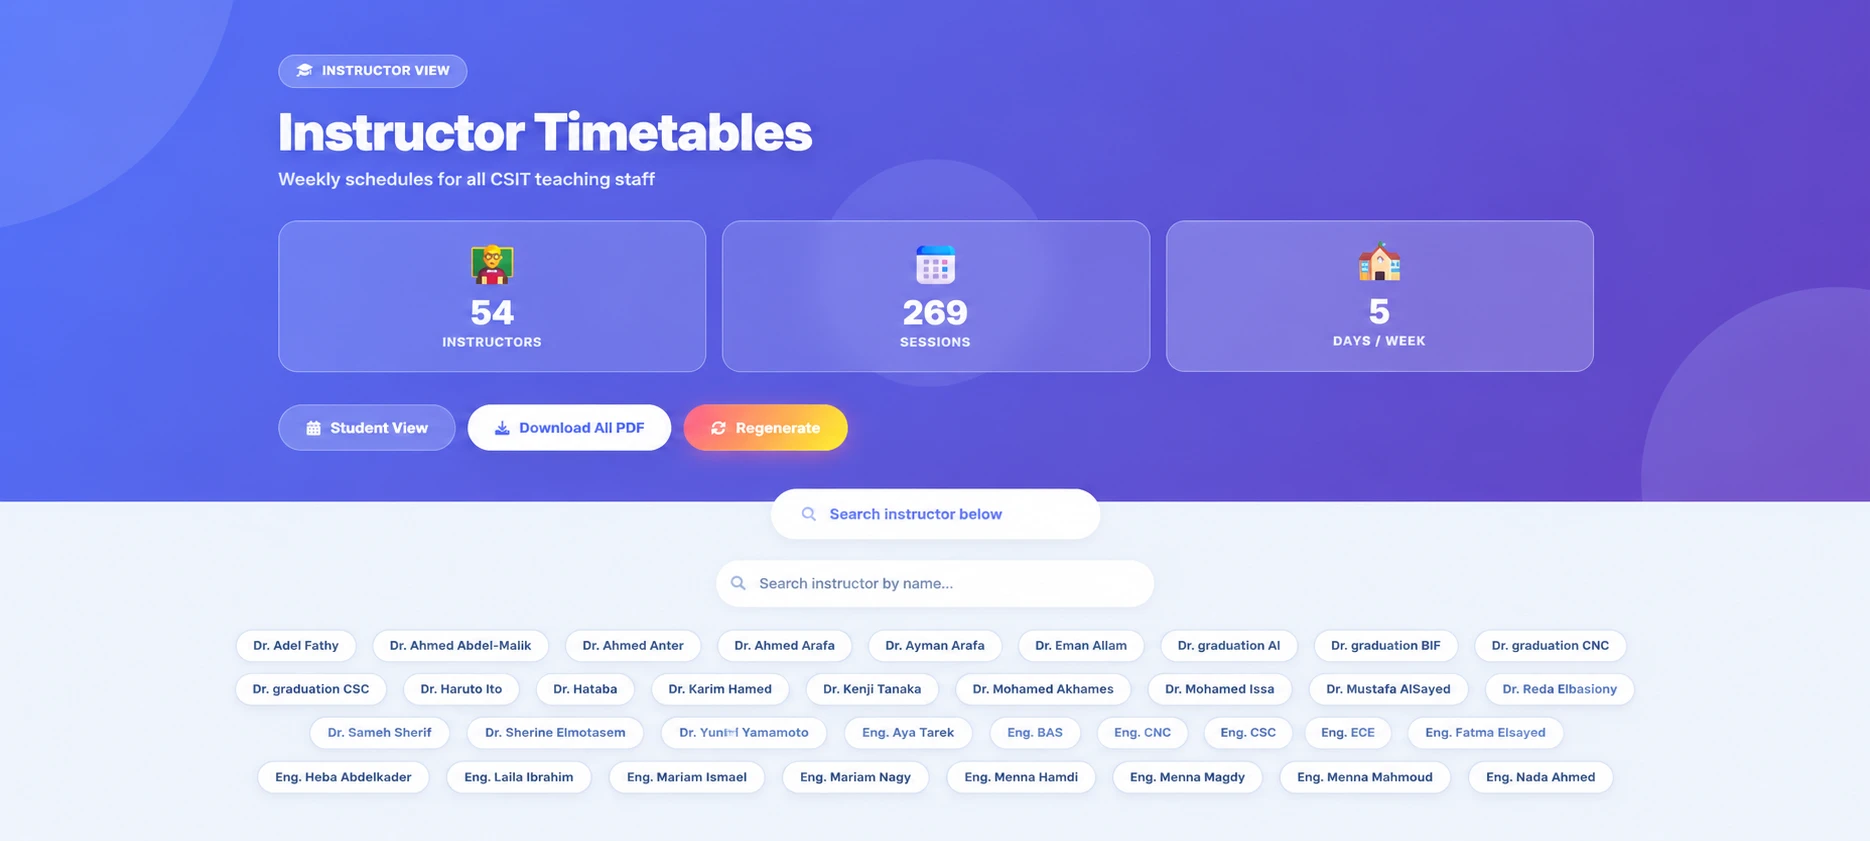 INSTRUCTOR VIEW
Instructor Timetables
Weekly schedules for all CSIT teaching staff
54
INSTRUCTORS
269
SESSIONS
5
DAYS / WEEK
Student View
Download All PDF
Regenerate
Search instructor below
Search instructor by name...
Dr. Adel Fathy Dr. Ahmed Abdel-Malik Dr. Ahmed Anter Dr. Ahmed Arafa Dr. Ayman Arafa Dr. Eman Allam Dr. graduation AI Dr. graduation BIF Dr. graduation CNC
Dr. graduation CSC Dr. Haruto Ito Dr. Hataba Dr. Karim Hamed Dr. Kenji Tanaka Dr. Mohamed Akhames Dr. Mohamed Issa Dr. Mustafa AlSayed Dr. Reda Elbasiony
Dr. Sameh Sherif Dr. Sherine Elmotasem Dr. Yamamoto Eng. Aya Tarek Eng. BAS Eng. CNC Eng. CSC Eng. ECE Eng. Fatma Elsayed
Eng. Heba Abdelkader Eng. Laila Ibrahim Eng. Mariam Ismael Eng. Mariam Nagy Eng. Menna Hamdi Eng. Menna Magdy Eng. Menna Mahmoud Eng. Nada Ahmed